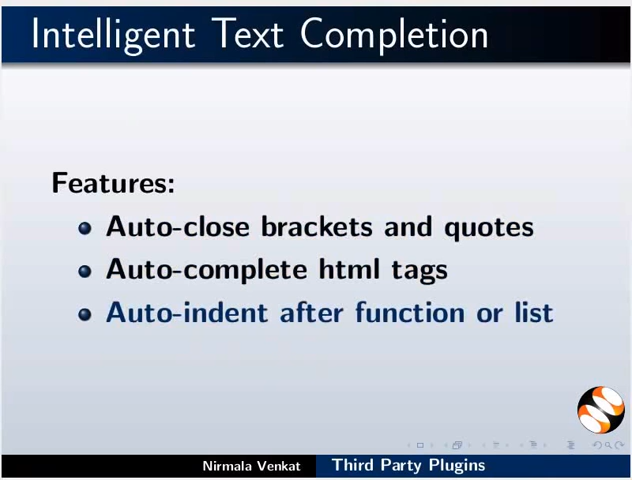 Intelligent Text Completion
Features:
Auto-close brackets and quotes
Auto-complete html tags
Auto-indent after function or list
Nirmala Venkat
Third Party Plugins